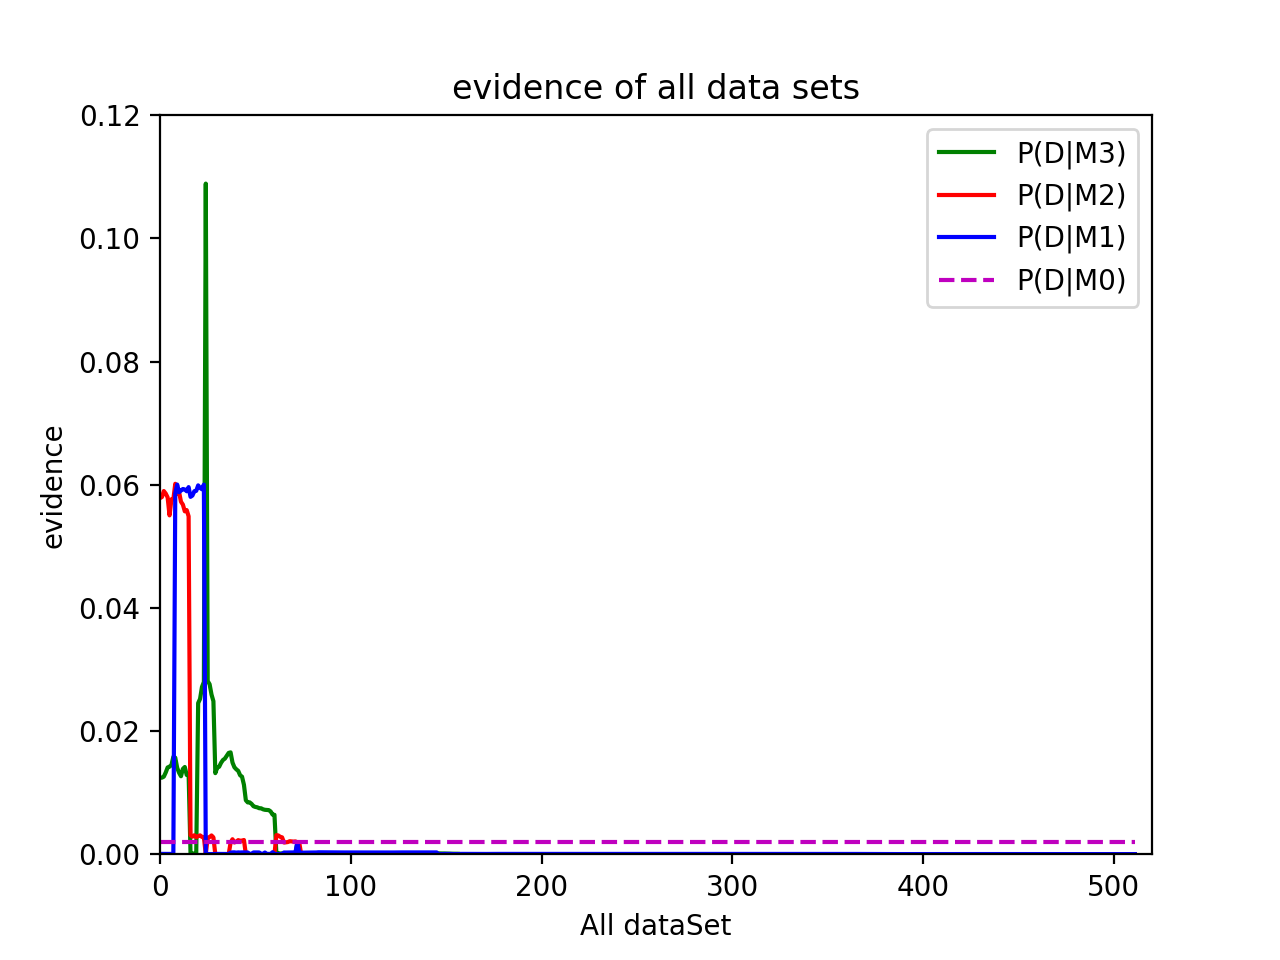 evidence of all data sets
0.12
0.10
0.08
0.06
0.04
0.02
0.00
evidence
P(D|M3)
P(D|M2)
P(D|M1)
P(D|M0)
0
100
200
300
400
500
All dataSet